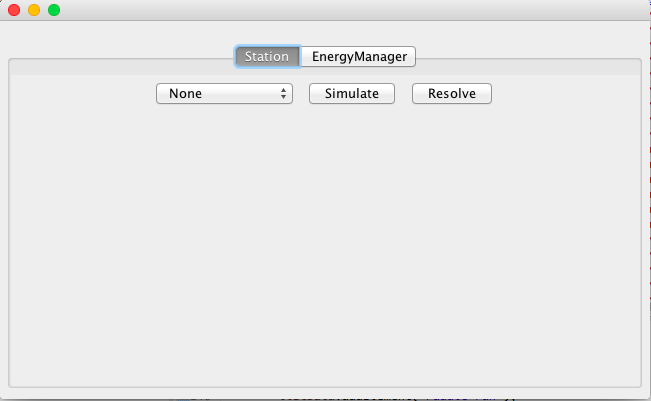 Station EnergyManager
None Simulate Resolve